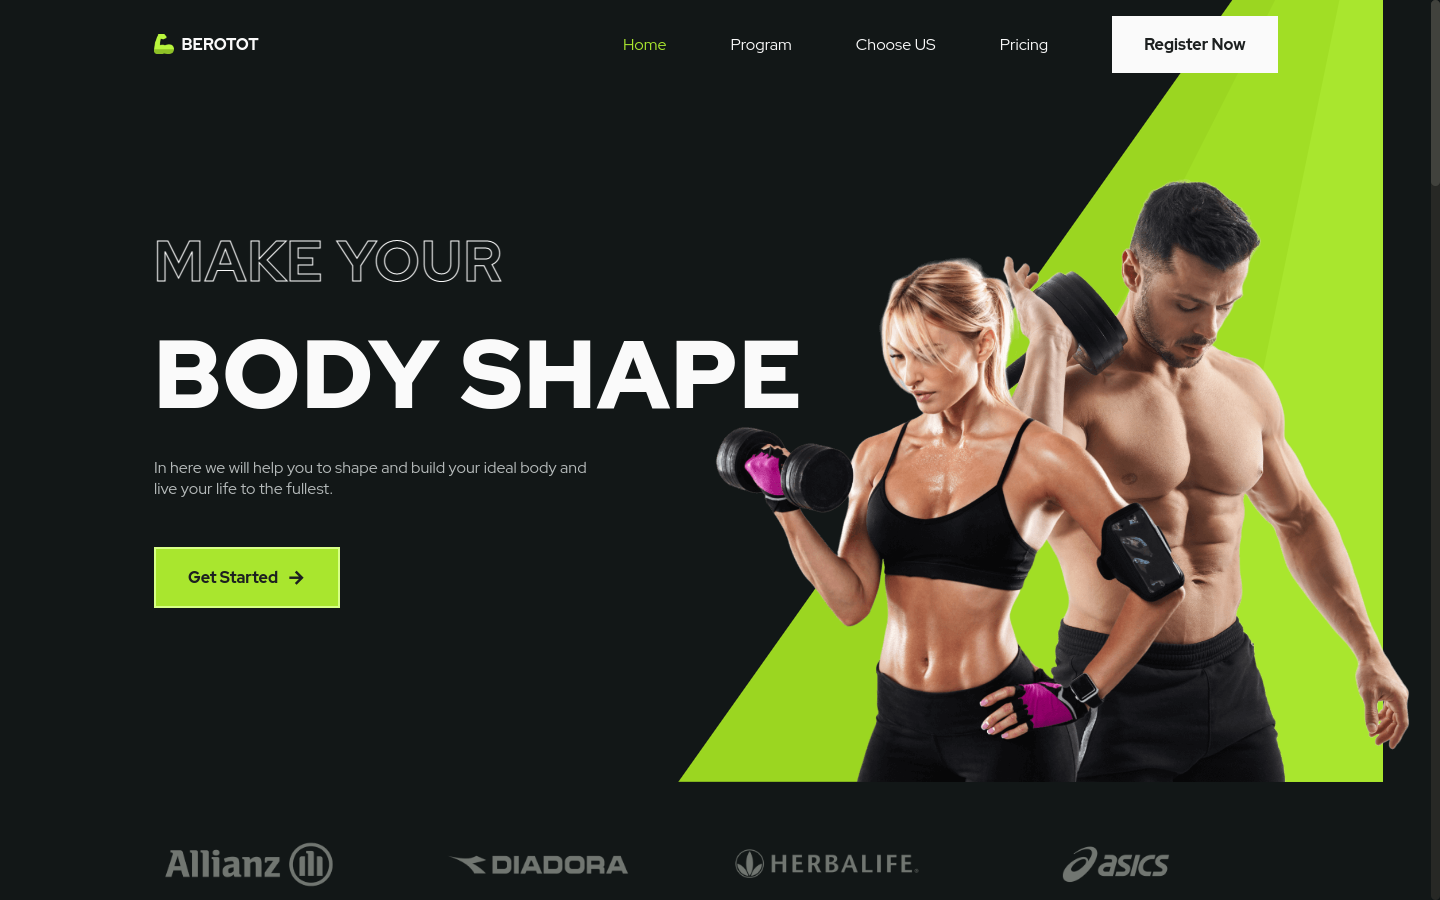 BEROTOT
Home
Program
Choose US
Pricing
Register Now
MAKE YOUR
BODY SHAPE
In here we will help you to shape and build your ideal body and
live your life to the fullest.
Get Started
Allianz
DIADORA
HERBALIFE
asics